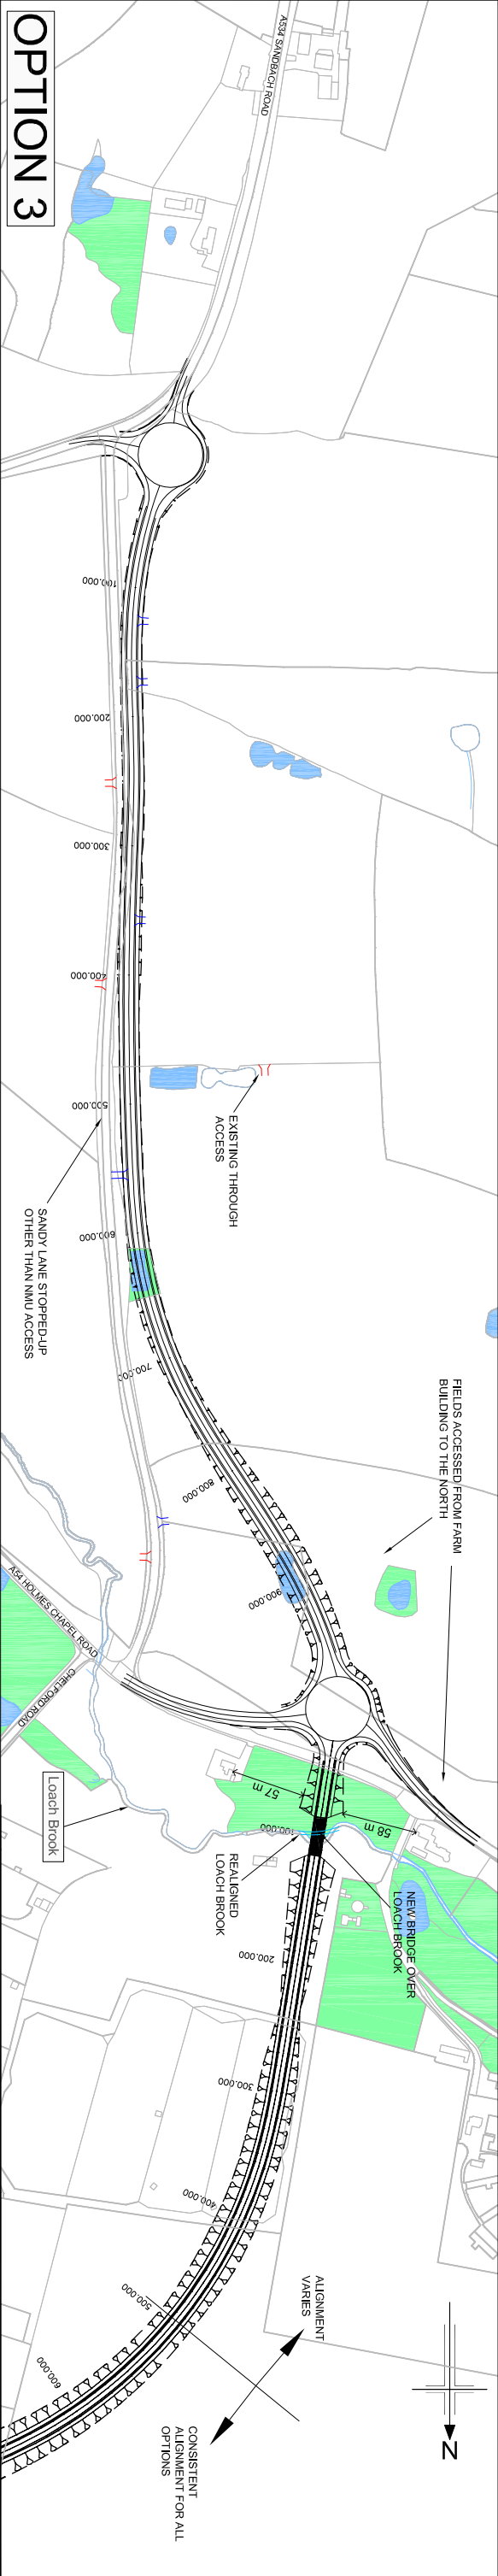 A534 SANDBACH ROAD
OPTION 3
100.000
200.000
300.000
400.000
500.000
EXISTING THROUGH
ACCESS
SANDY LANE STOPPED-UP
OTHER THAN NMU ACCESS
600.000
700.000
FIELDS ACCESSED FROM FARM
BUILDING TO THE NORTH
800.000
900.000
A54 HOLMES CHAPEL ROAD
CHELFORD ROAD
57 m
58 m
Loach Brook
100.000
REALIGNED
LOACH BROOK
NEW BRIDGE OVER
LOACH BROOK
200.000
300.000
400.000
500.000
600.000
ALIGNMENT
VARIES
CONSISTENT
ALIGNMENT FOR ALL
OPTIONS
N